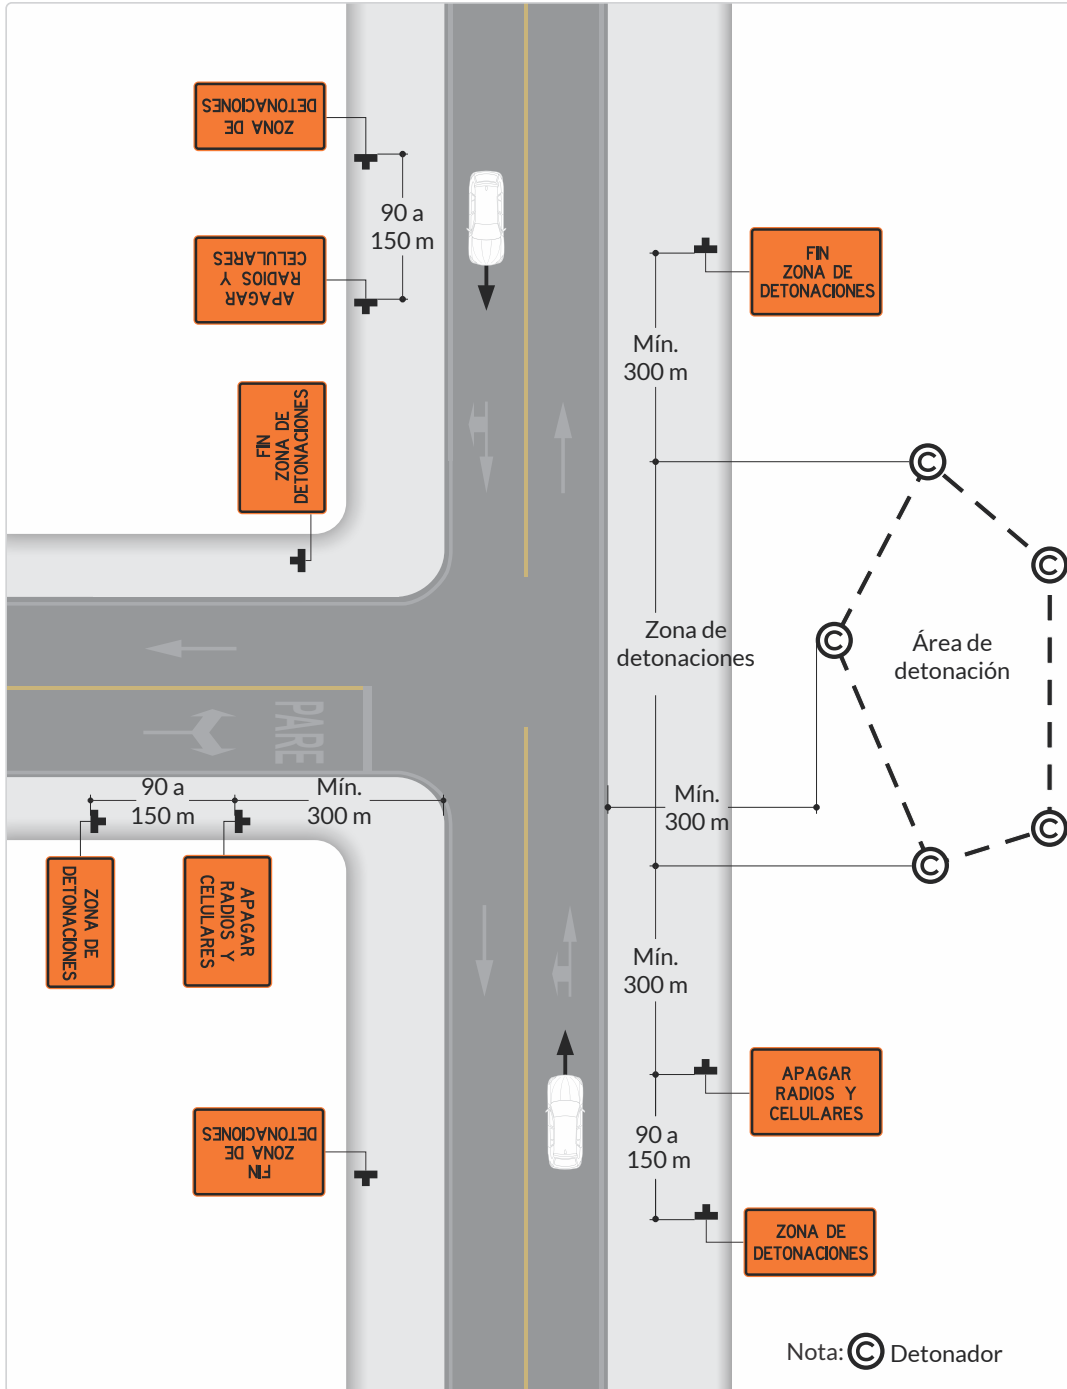 ZONA DE
DETONACIONES
90 a
150 m
APAGAR
RADIOS Y
CELULARES
FIN
ZONA DE
DETONACIONES
FIN
ZONA DE
DETONACIONES
Mín.
300 m
Zona de
detonaciones
Área de
detonación
C
C
C
C
C
PARE
90 a
150 m
Mín.
300 m
Mín.
300 m
ZONA DE
DETONACIONES
APAGAR
RADIOS Y
CELULARES
Mín.
300 m
APAGAR
RADIOS Y
CELULARES
90 a
150 m
FIN
ZONA DE
DETONACIONES
ZONA DE
DETONACIONES
Nota: C Detonador